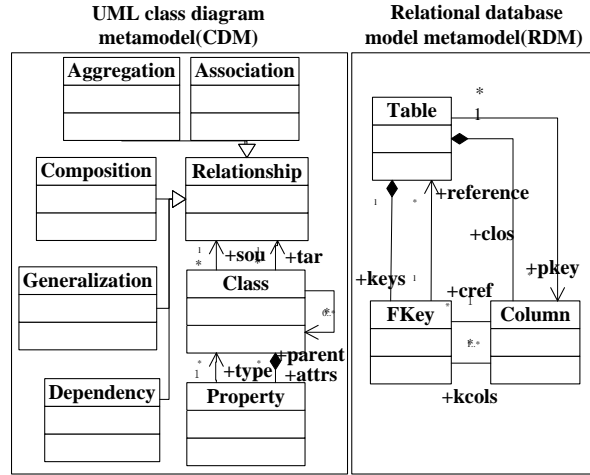 UML class diagram
metamodel(CDM)
Relational database
model metamodel(RDM)
Aggregation
Association
Composition
Relationship
+sou
+tar
Generalization
Class
+parent
+type
+attrs
Dependency
Property
*
1
Table
+reference
+clos
+keys
+cref
+pkey
FKey
Column
+kcols